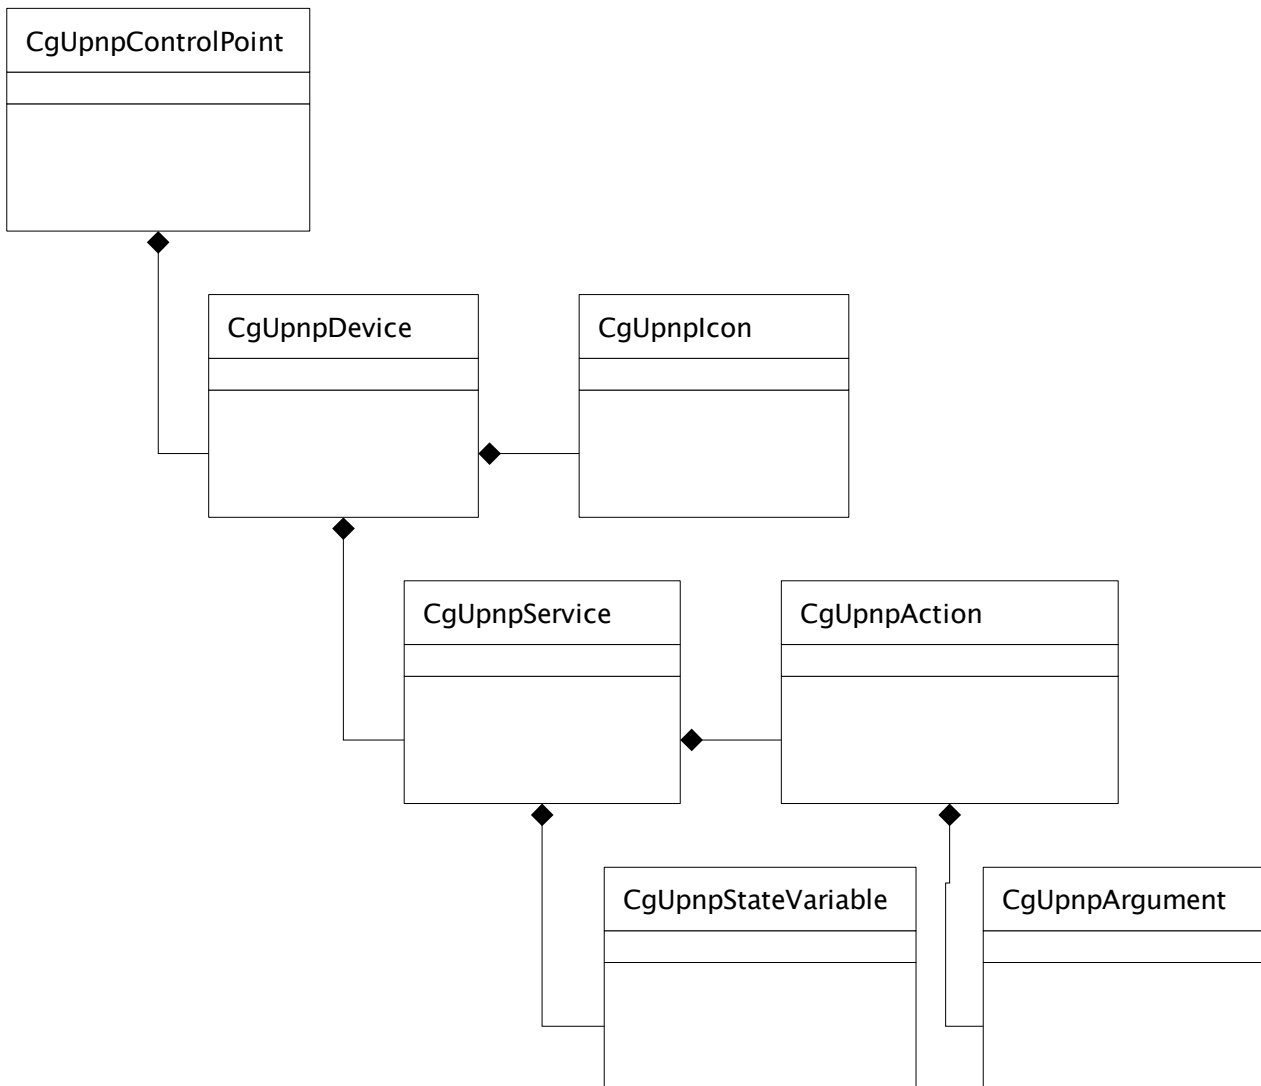 CgUpnpControlPoint
CgUpnpDevice
CgUpnpIcon
CgUpnpService
CgUpnpAction
CgUpnpStateVariable
CgUpnpArgument